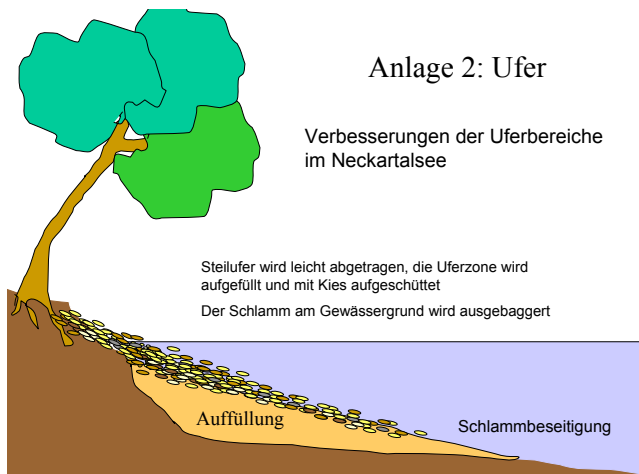 Anlage 2: Ufer
Verbesserungen der Uferbereiche
im Neckartalsee
Steilufer wird leicht abgetragen, die Uferzone wird
aufgefüllt und mit Kies aufgeschüttet
Der Schlamm am Gewässergrund wird ausgebaggert
Auffüllung
Schlammbeseitigung